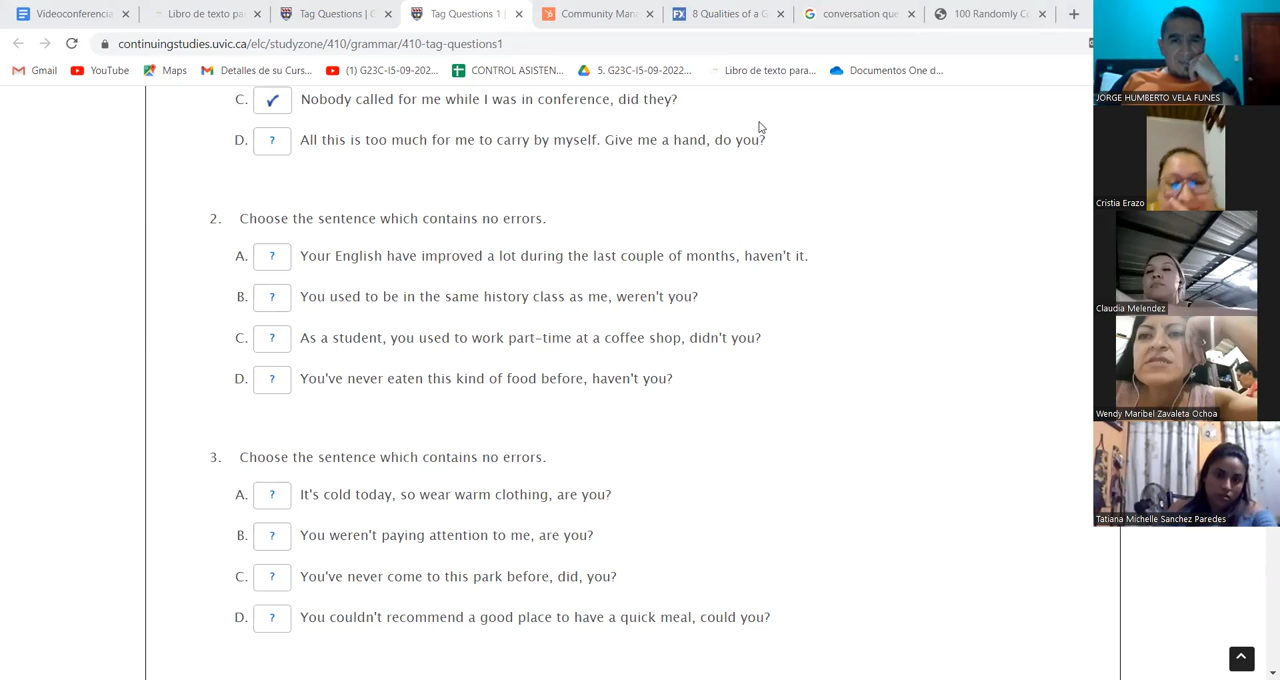 Videoconferencia
Libro de texto pa
Tag Questions | C
Tag Questions 1 |
Community Man
8 Qualities of a G
conversation que
100 Randomly Co
continuingstudies.uvic.ca/elc/studyzone/410/grammar/410-tag-questions1
Gmail
YouTube
Maps
Detalles de su Curs...
(1) G23C-I5-09-202...
CONTROL ASISTEN...
5. G23C-I5-09-2022...
Libro de texto para...
Documentos One d...
C. Nobody called for me while I was in conference, did they?
D. ? All this is too much for me to carry by myself. Give me a hand, do you?
2. Choose the sentence which contains no errors.
A. ? Your English have improved a lot during the last couple of months, haven't it.
B. ? You used to be in the same history class as me, weren't you?
C. ? As a student, you used to work part-time at a coffee shop, didn't you?
D. ? You've never eaten this kind of food before, haven't you?
3. Choose the sentence which contains no errors.
A. ? It's cold today, so wear warm clothing, are you?
B. ? You weren't paying attention to me, are you?
C. ? You've never come to this park before, did, you?
D. ? You couldn't recommend a good place to have a quick meal, could you?
JORGE HUMBERTO VELA FUNES
Cristia Erazo
Claudia Melendez
Wendy Maribel Zavaleta Ochoa
Tatiana Michelle Sanchez Paredes